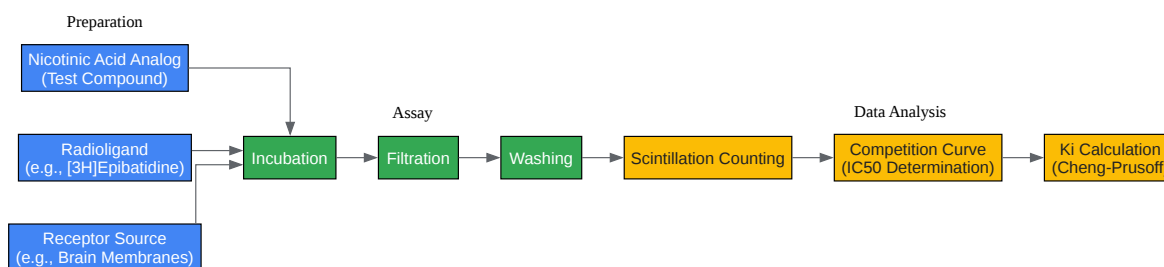 Preparation
Nicotinic Acid Analog
(Test Compound)
Assay
Data Analysis
Radioligand
(e.g., [3H]Epibatidine)
Incubation
Filtration
Washing
Scintillation Counting
Competition Curve
(IC50 Determination)
Ki Calculation
(Cheng-Prusoff
Receptor Source
(e.g., Brain Membranes)